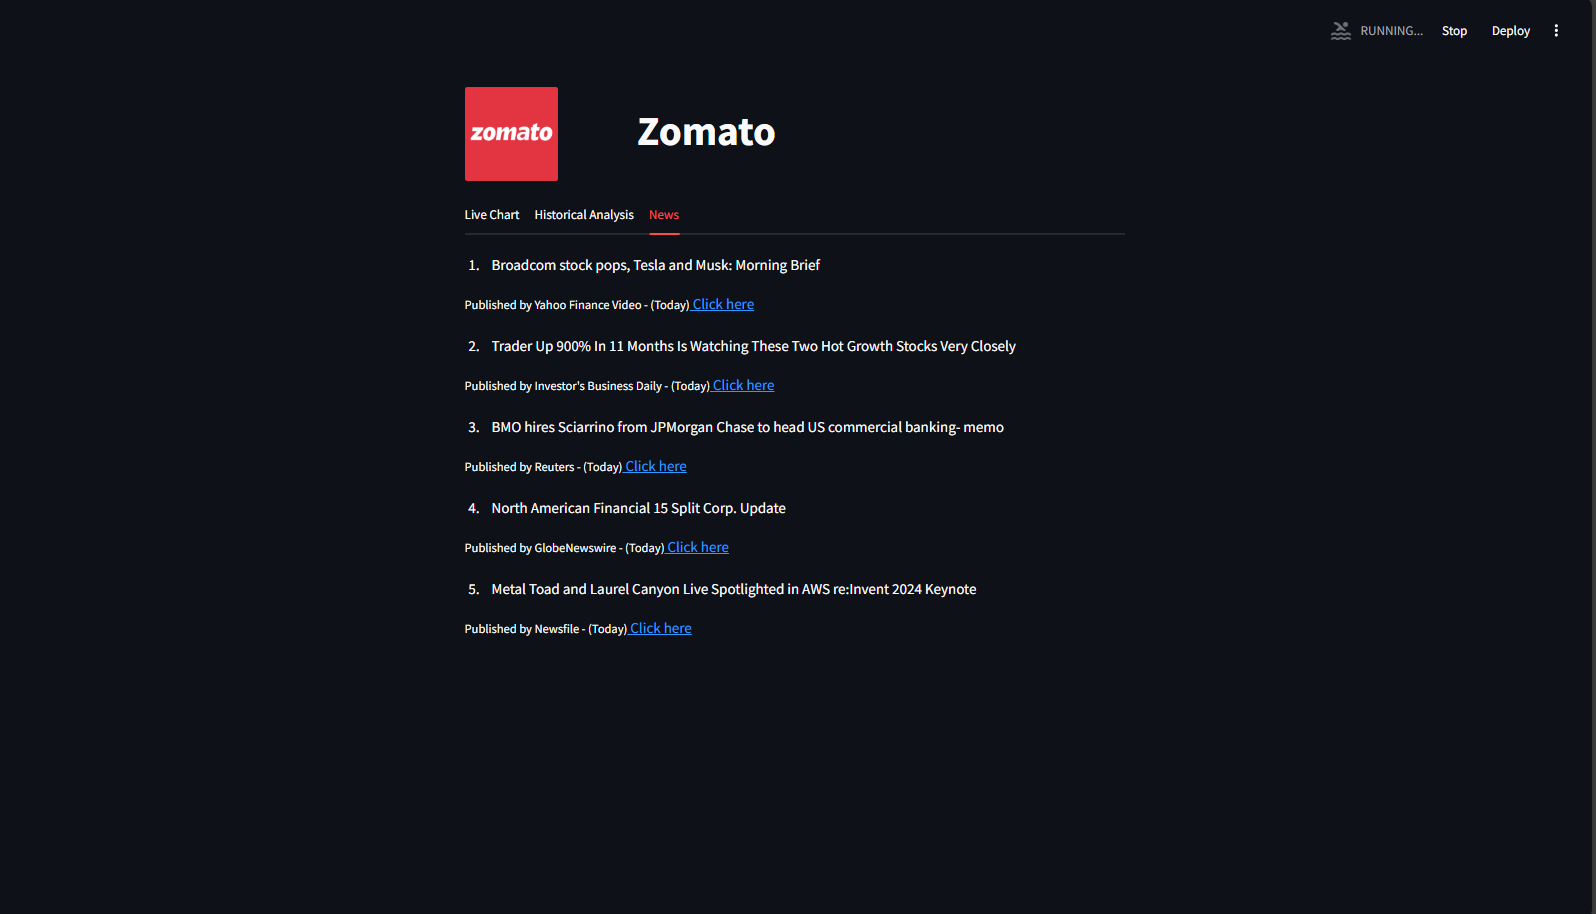 RUNNING... Stop Deploy
zomato
Zomato
Live Chart Historical Analysis News
1. Broadcom stock pops, Tesla and Musk: Morning Brief
Published by Yahoo Finance Video - (Today) Click here
2. Trader Up 900% In 11 Months Is Watching These Two Hot Growth Stocks Very Closely
Published by Investor's Business Daily - (Today) Click here
3. BMO hires Sciarrino from JPMorgan Chase to head US commercial banking- memo
Published by Reuters - (Today) Click here
4. North American Financial 15 Split Corp. Update
Published by GlobeNewswire - (Today) Click here
5. Metal Toad and Laurel Canyon Live Spotlighted in AWS re:Invent 2024 Keynote
Published by Newsfile - (Today) Click here